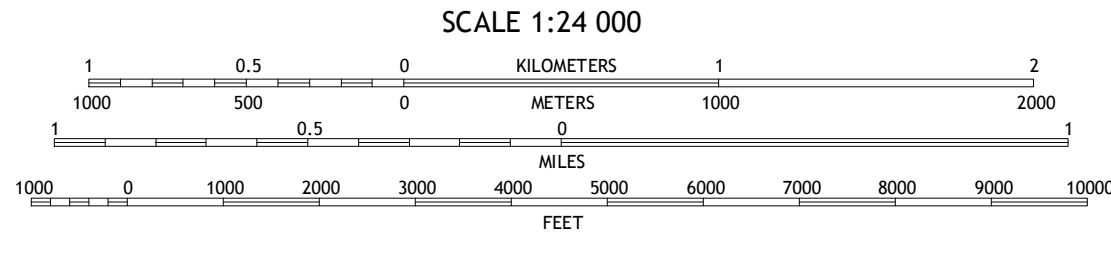 SCALE 1:24 000
1 0.5 0 KILOMETERS 1 2
1000 500 0 METERS 1000 2000
1 0.5 0 1
MILES
1000 0 1000 2000 3000 4000 5000 6000 7000 8000 9000 10000
FEET